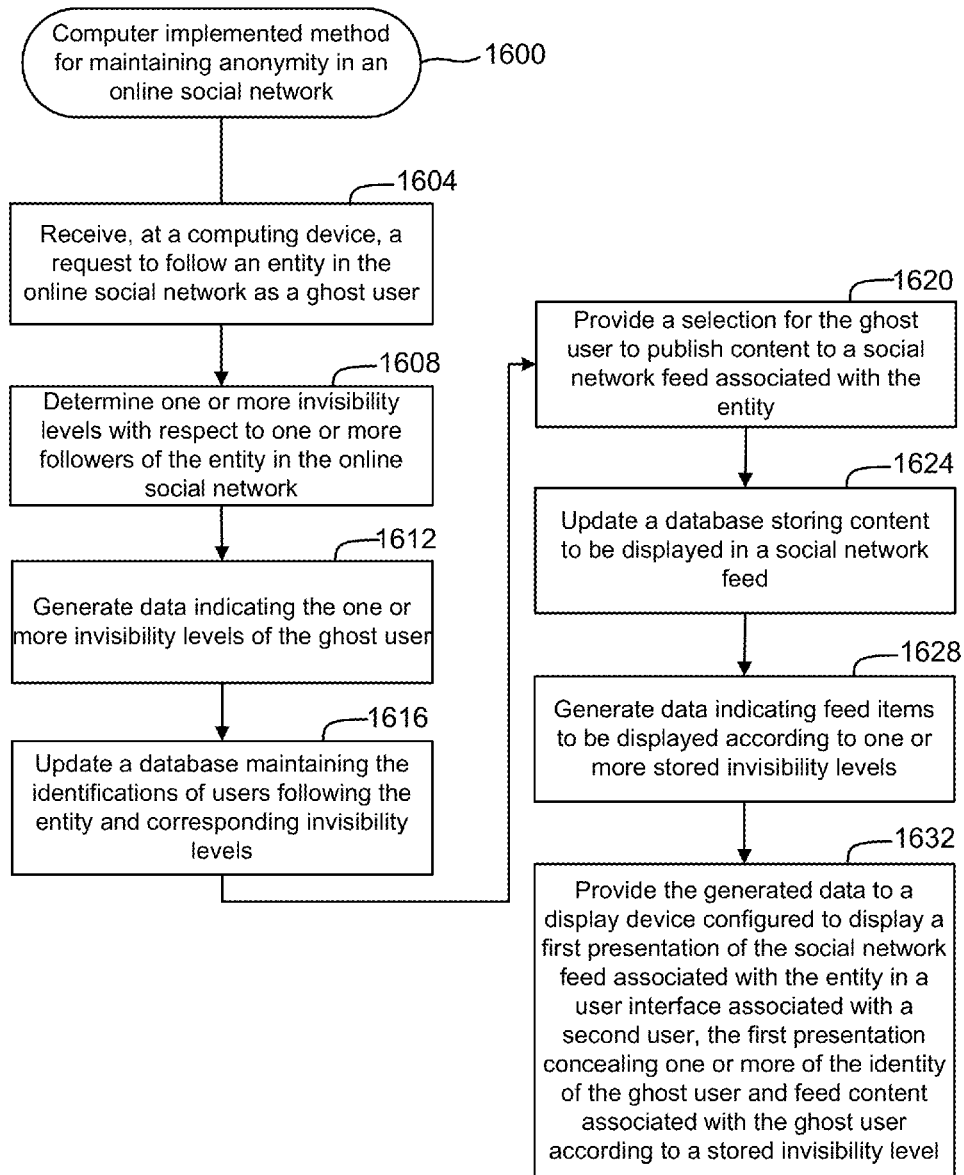 Computer implemented method
for maintaining anonymity in an
online social network
1600
1604
Receive, at a computing device, a
request to follow an entity in the
online social network as a ghost user
1608
Determine one or more invisibility
levels with respect to one or more
followers of the entity in the online
social network
1612
Generate data indicating the one or
more invisibility levels of the ghost user
1616
Update a database maintaining the
identifications of users following the
entity and corresponding invisibility
levels
1620
Provide a selection for the ghost
user to publish content to a social
network feed associated with the
entity
1624
Update a database storing content
to be displayed in a social network
feed
1628
Generate data indicating feed items
to be displayed according to one or
more stored invisibility levels
1632
Provide the generated data to a
display device configured to display a
first presentation of the social network
feed associated with the entity in a
user interface associated with a
second user, the first presentation
concealing one or more of the identity
of the ghost user and feed content
associated with the ghost user
according to a stored invisibility level